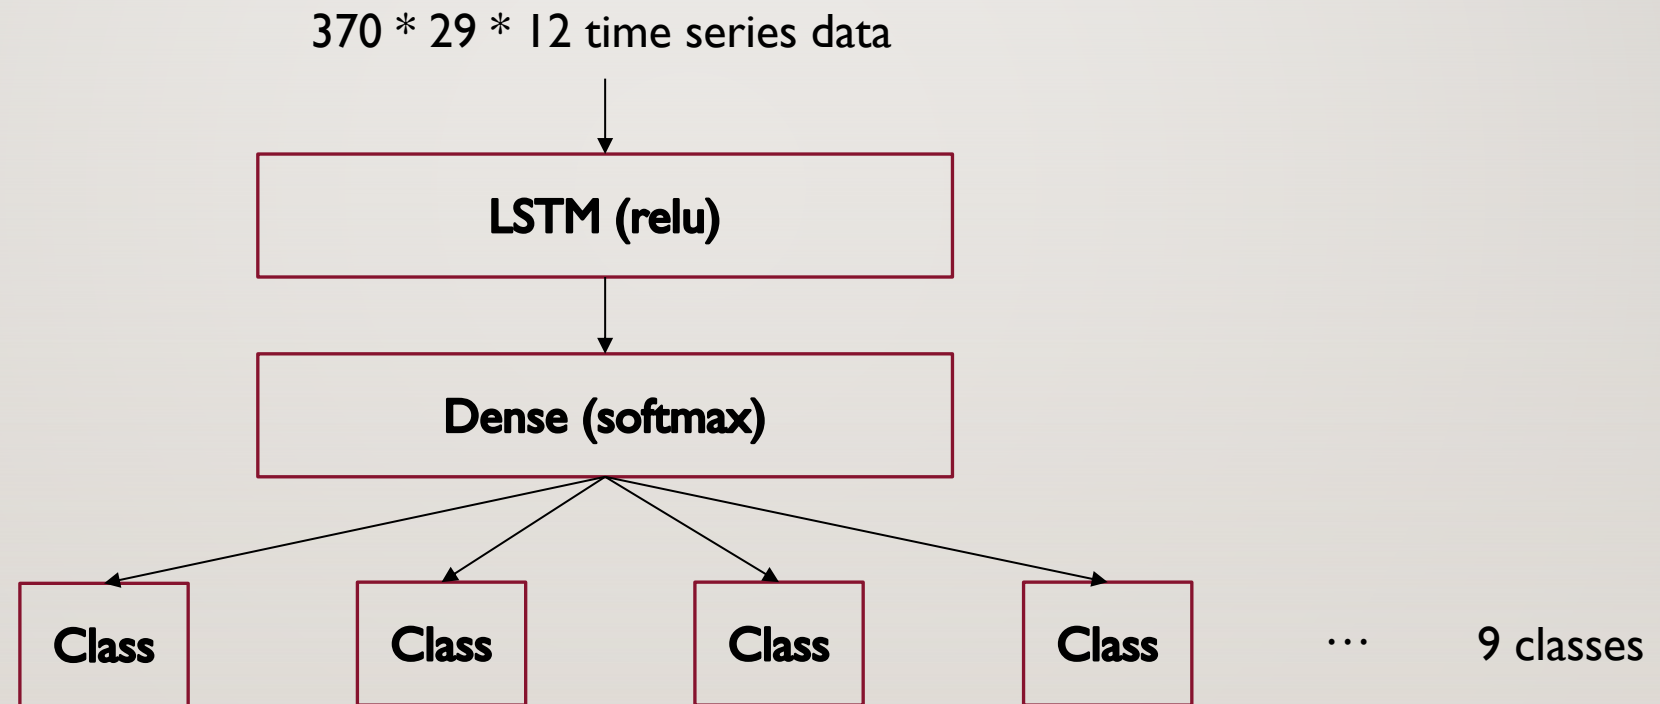 370 * 29 * 12 time series data
LSTM (relu)
Dense (softmax)
Class
Class
Class
Class
...
9 classes